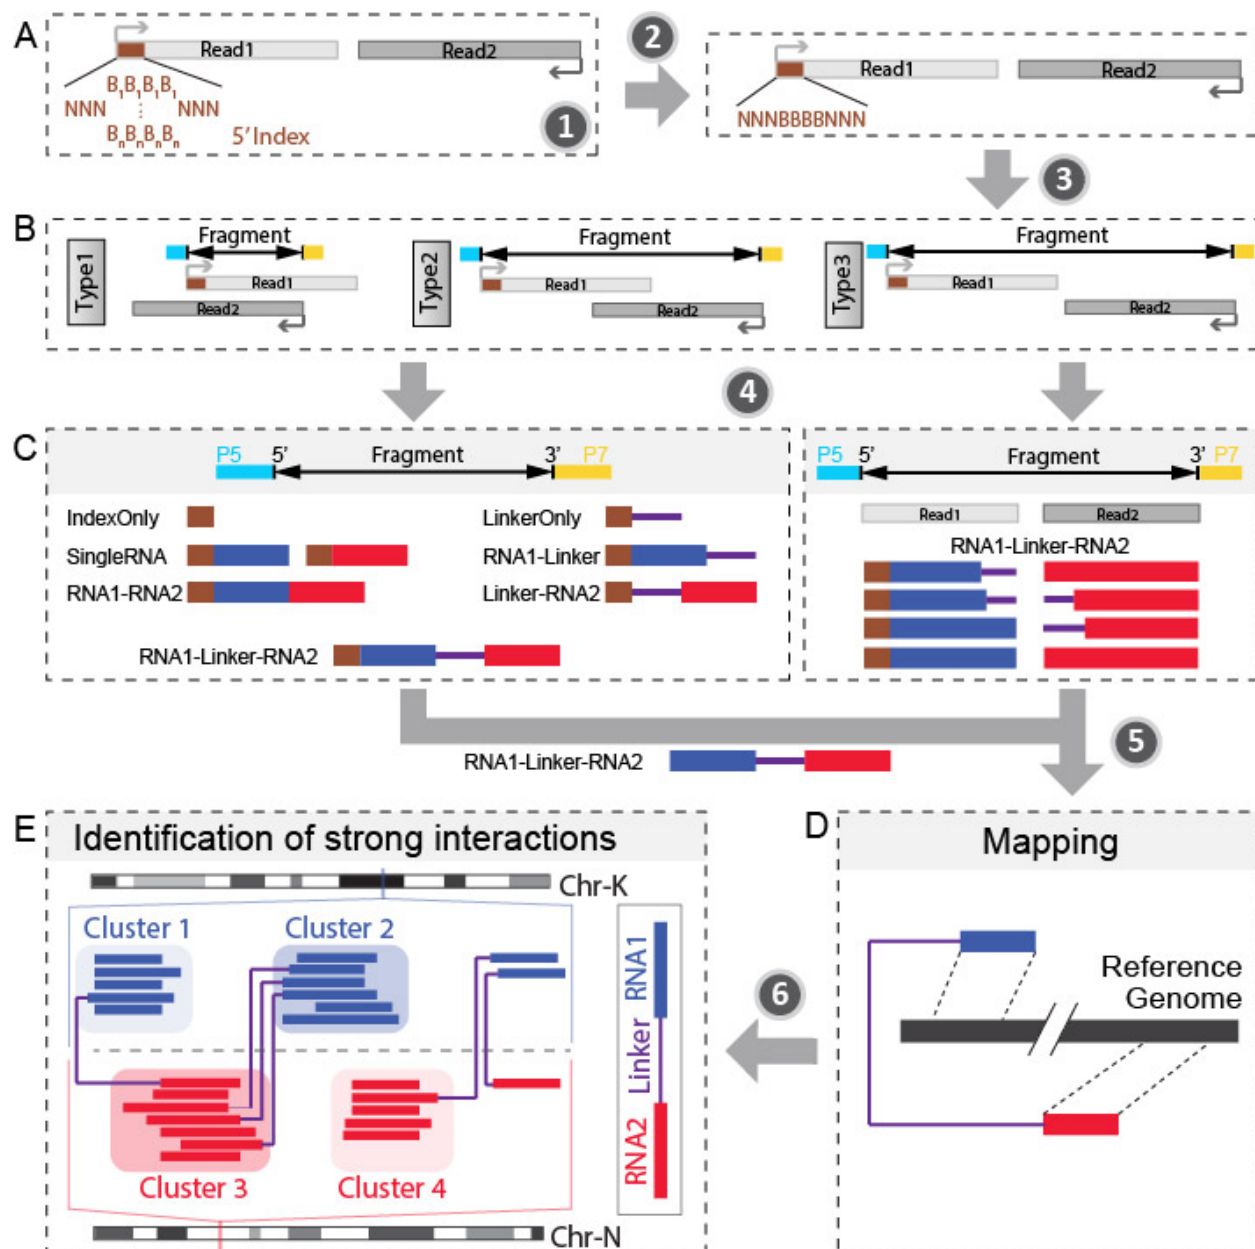 A
Read1
Read2
B1B1B1B1
NNN NNN
BnBnBnBn
5' Index
1
2
Read1
Read2
NNNBBBBNNN
3
B
Type1
Fragment
Read1
Read2
Type2
Fragment
Read1
Read2
Type3
Fragment
Read1
Read2
4
C
P5 5' Fragment 3' P7
IndexOnly
SingleRNA
RNA1-RNA2
LinkerOnly
RNA1-Linker
Linker-RNA2
RNA1-Linker-RNA2
P5 5' Fragment 3' P7
Read1 Read2
RNA1-Linker-RNA2
5
RNA1-Linker-RNA2
E
Identification of strong interactions
Chr-K
Cluster 1
Cluster 2
Cluster 3
Cluster 4
Chr-N
RNA2 Linker RNA1
6
D
Mapping
Reference
Genome